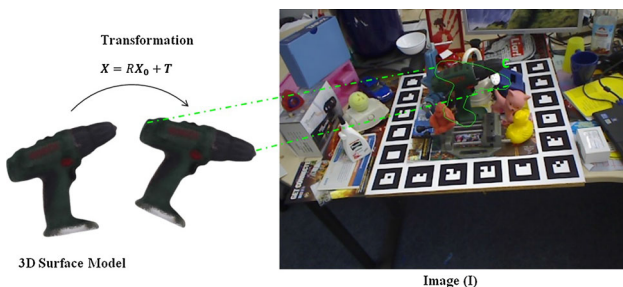 Transformation
X = RX₀ + T
3D Surface Model
Image (I)